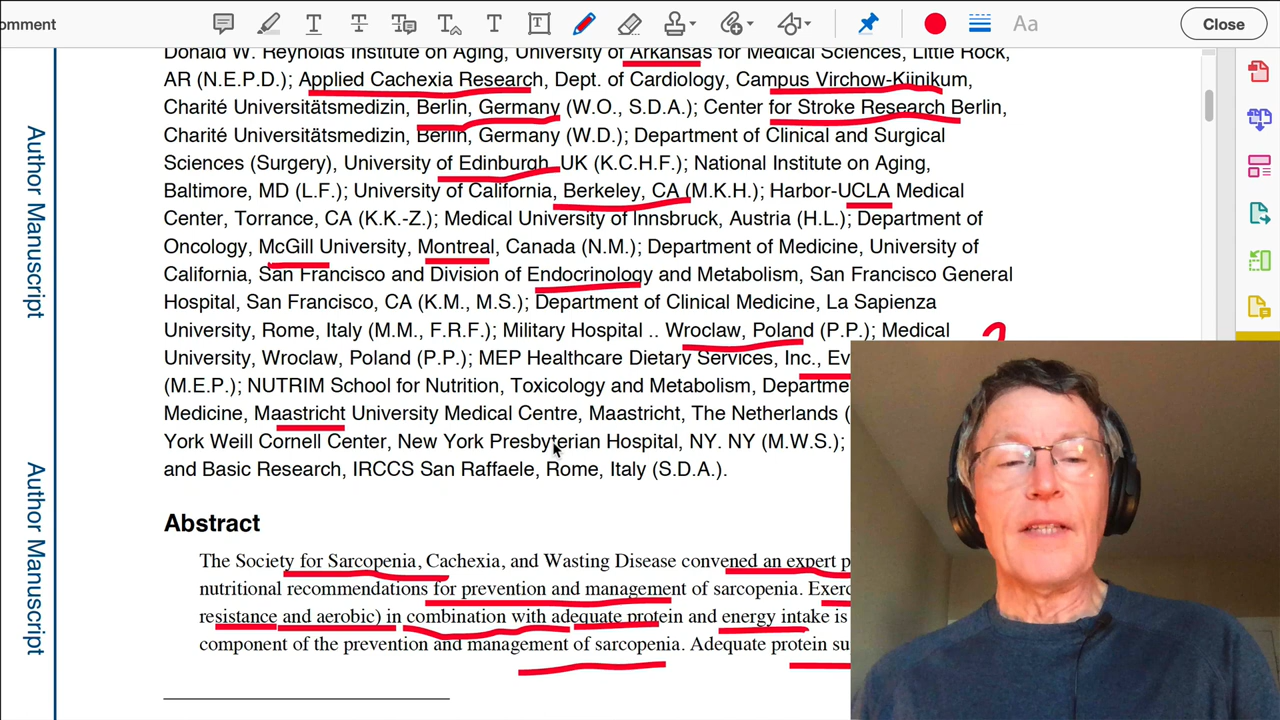 omment
T T T T T T Aa Close
Donald W. Reynolds Institute on Aging, University of Arkansas for Medical Sciences, Little Rock,
AR (N.E.P.D.); Applied Cachexia Research, Dept. of Cardiology, Campus Virchow-Kiinikum,
Charité Universitätsmedizin, Berlin, Germany (W.O., S.D.A.); Center for Stroke Research Berlin,
Charité Universitätsmedizin, Berlin, Germany (W.D.); Department of Clinical and Surgical
Sciences (Surgery), University of Edinburgh, UK (K.C.H.F.); National Institute on Aging,
Baltimore, MD (L.F.); University of California, Berkeley, CA (M.K.H.); Harbor-UCLA Medical
Center, Torrance, CA (K.K.-Z.); Medical University of Innsbruck, Austria (H.L.); Department of
Oncology, McGill University, Montreal, Canada (N.M.); Department of Medicine, University of
California, San Francisco and Division of Endocrinology and Metabolism, San Francisco General
Hospital, San Francisco, CA (K.M., M.S.); Department of Clinical Medicine, La Sapienza
University, Rome, Italy (M.M., F.R.F.); Military Hospital .. Wroclaw, Poland (P.P.); Medical
University, Wroclaw, Poland (P.P.); MEP Healthcare Dietary Services, Inc., Ev
(M.E.P.); NUTRIM School for Nutrition, Toxicology and Metabolism, Departme
Medicine, Maastricht University Medical Centre, Maastricht, The Netherlands (
York Weill Cornell Center, New York Presbyterian Hospital, NY. NY (M.W.S.);
and Basic Research, IRCCS San Raffaele, Rome, Italy (S.D.A.).
Abstract
The Society for Sarcopenia, Cachexia, and Wasting Disease convened an expert p
nutritional recommendations for prevention and management of sarcopenia. Exerc
resistance and aerobic) in combination with adequate protein and energy intake is
component of the prevention and management of sarcopenia. Adequate protein su
Author Manuscript
Author Manuscript